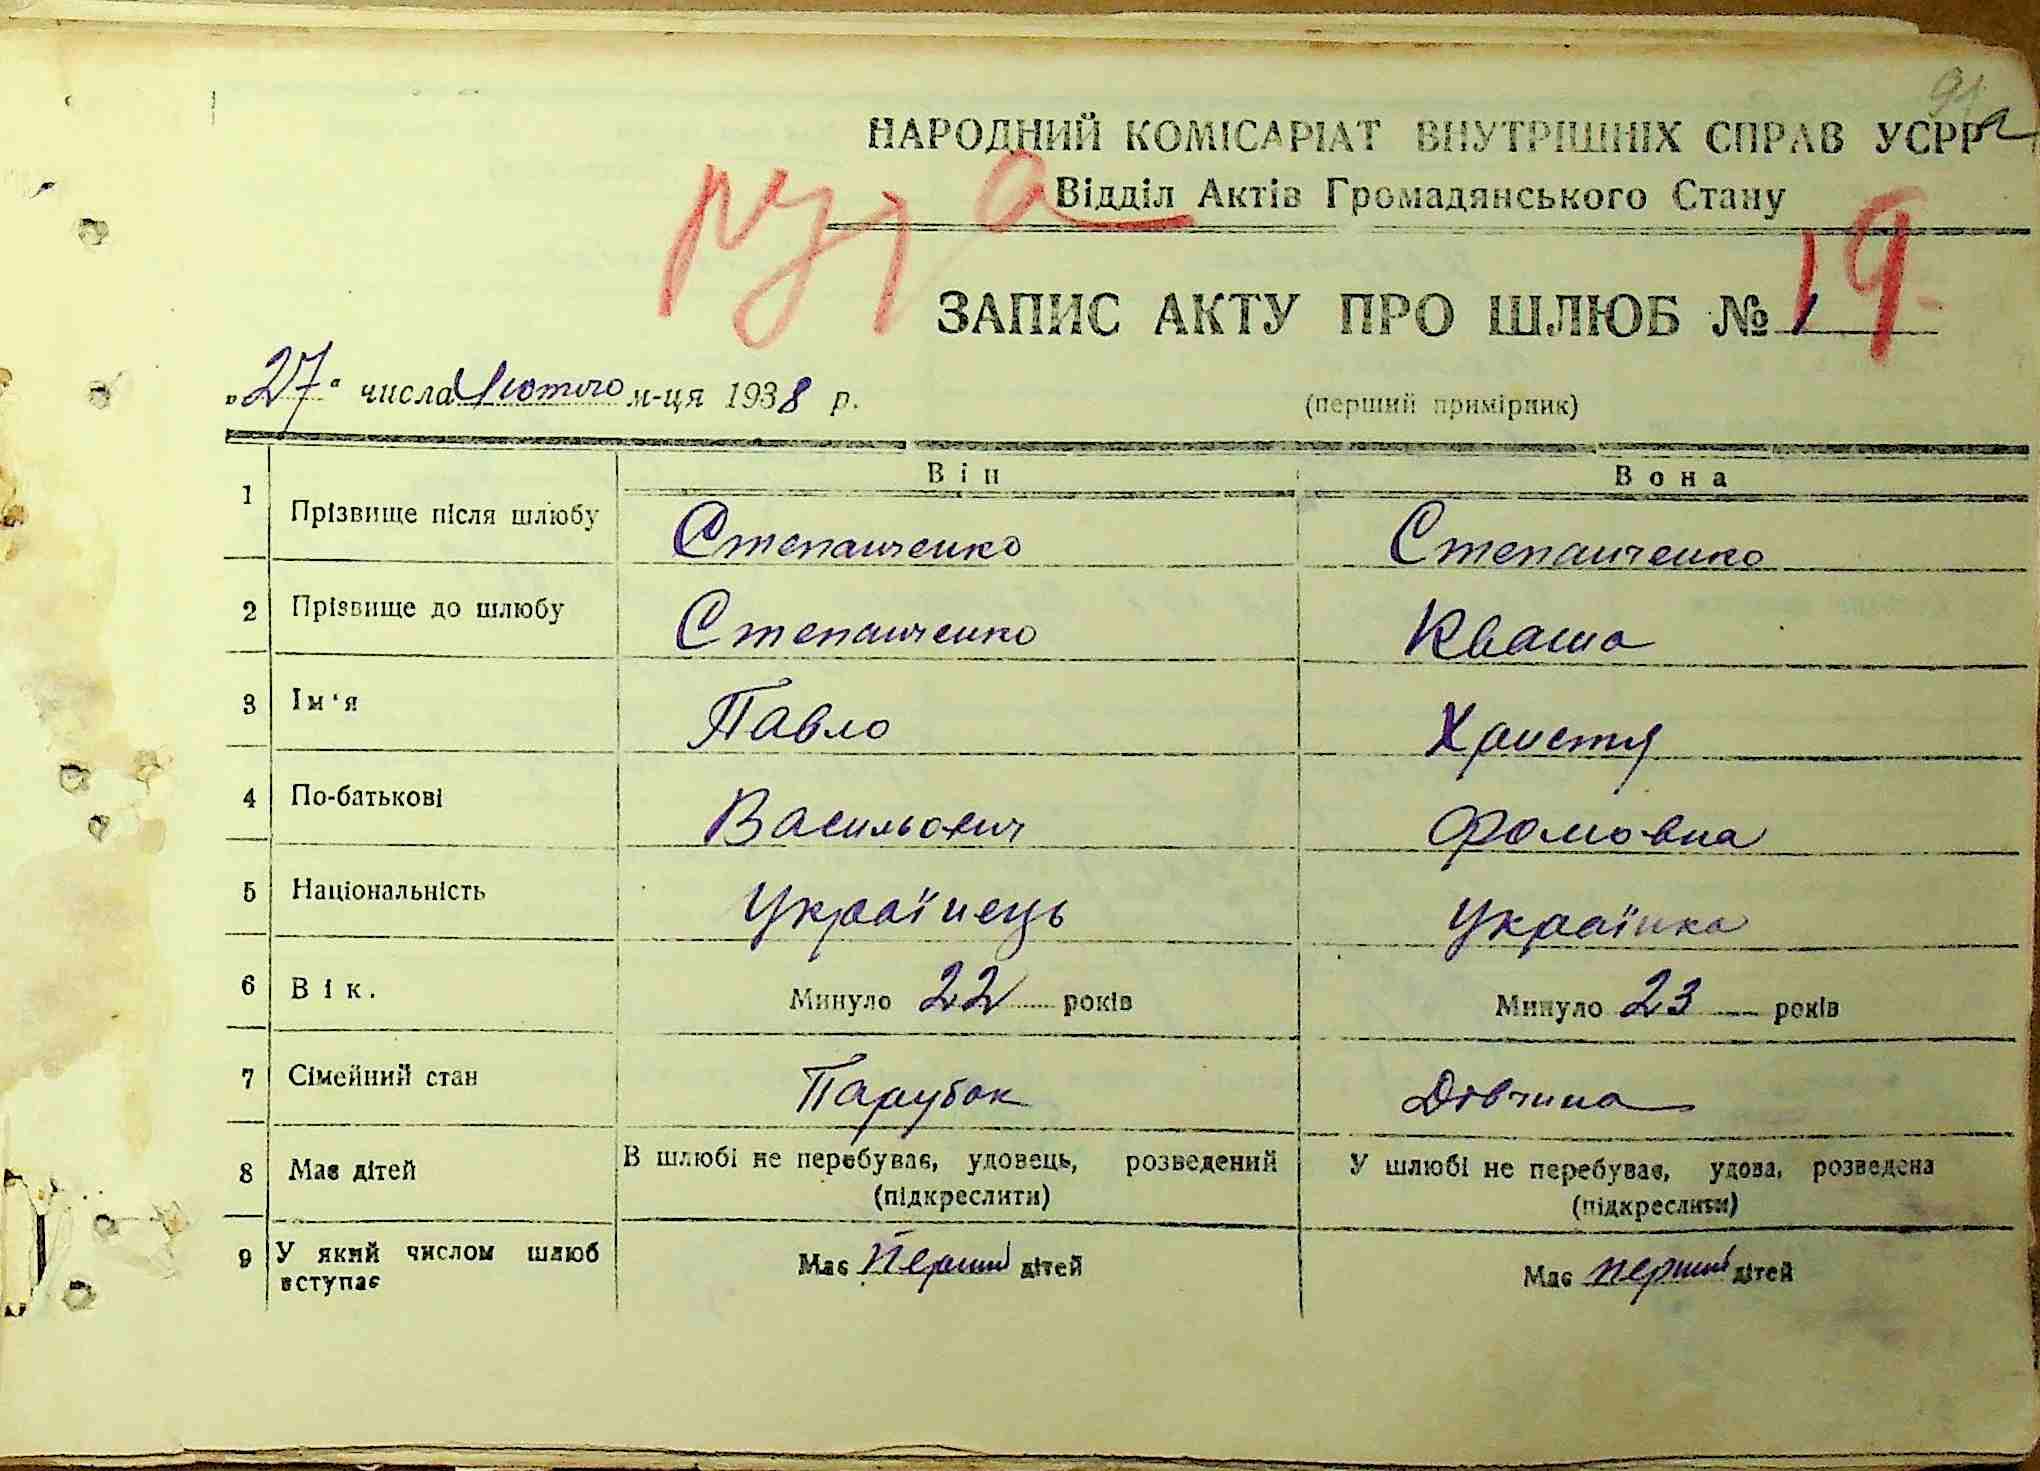 91
НАРОДНИЙ КОМІСАРІАТ ВНУТРІШНІХ СПРАВ УСРР
Відділ Актів Громадянського Стану
ЗАПИС АКТУ ПРО ШЛЮБ № 1
19
„27“ числа Лютого м-ця 1938 р.
(перший примірник)
Він Вона
1 Прізвище після шлюбу Степанченко Степанченко
2 Прізвище до шлюбу Степанченко Кваша
3 Ім‘я Павло Христя
4 По-батькові Васильович Фомовна
5 Національність Українець Українка
6 Вік. Минуло 22 років Минуло 23 років
7 Сімейний стан Парубок Дівчина
8 Має дітей В шлюбі не перебуває, удовець, розведений У шлюбі не перебуває, удова, розведена
(підкреслити) (підкреслити)
9 У який числом шлюб Має Перший дітей Має перший дітей
вступає